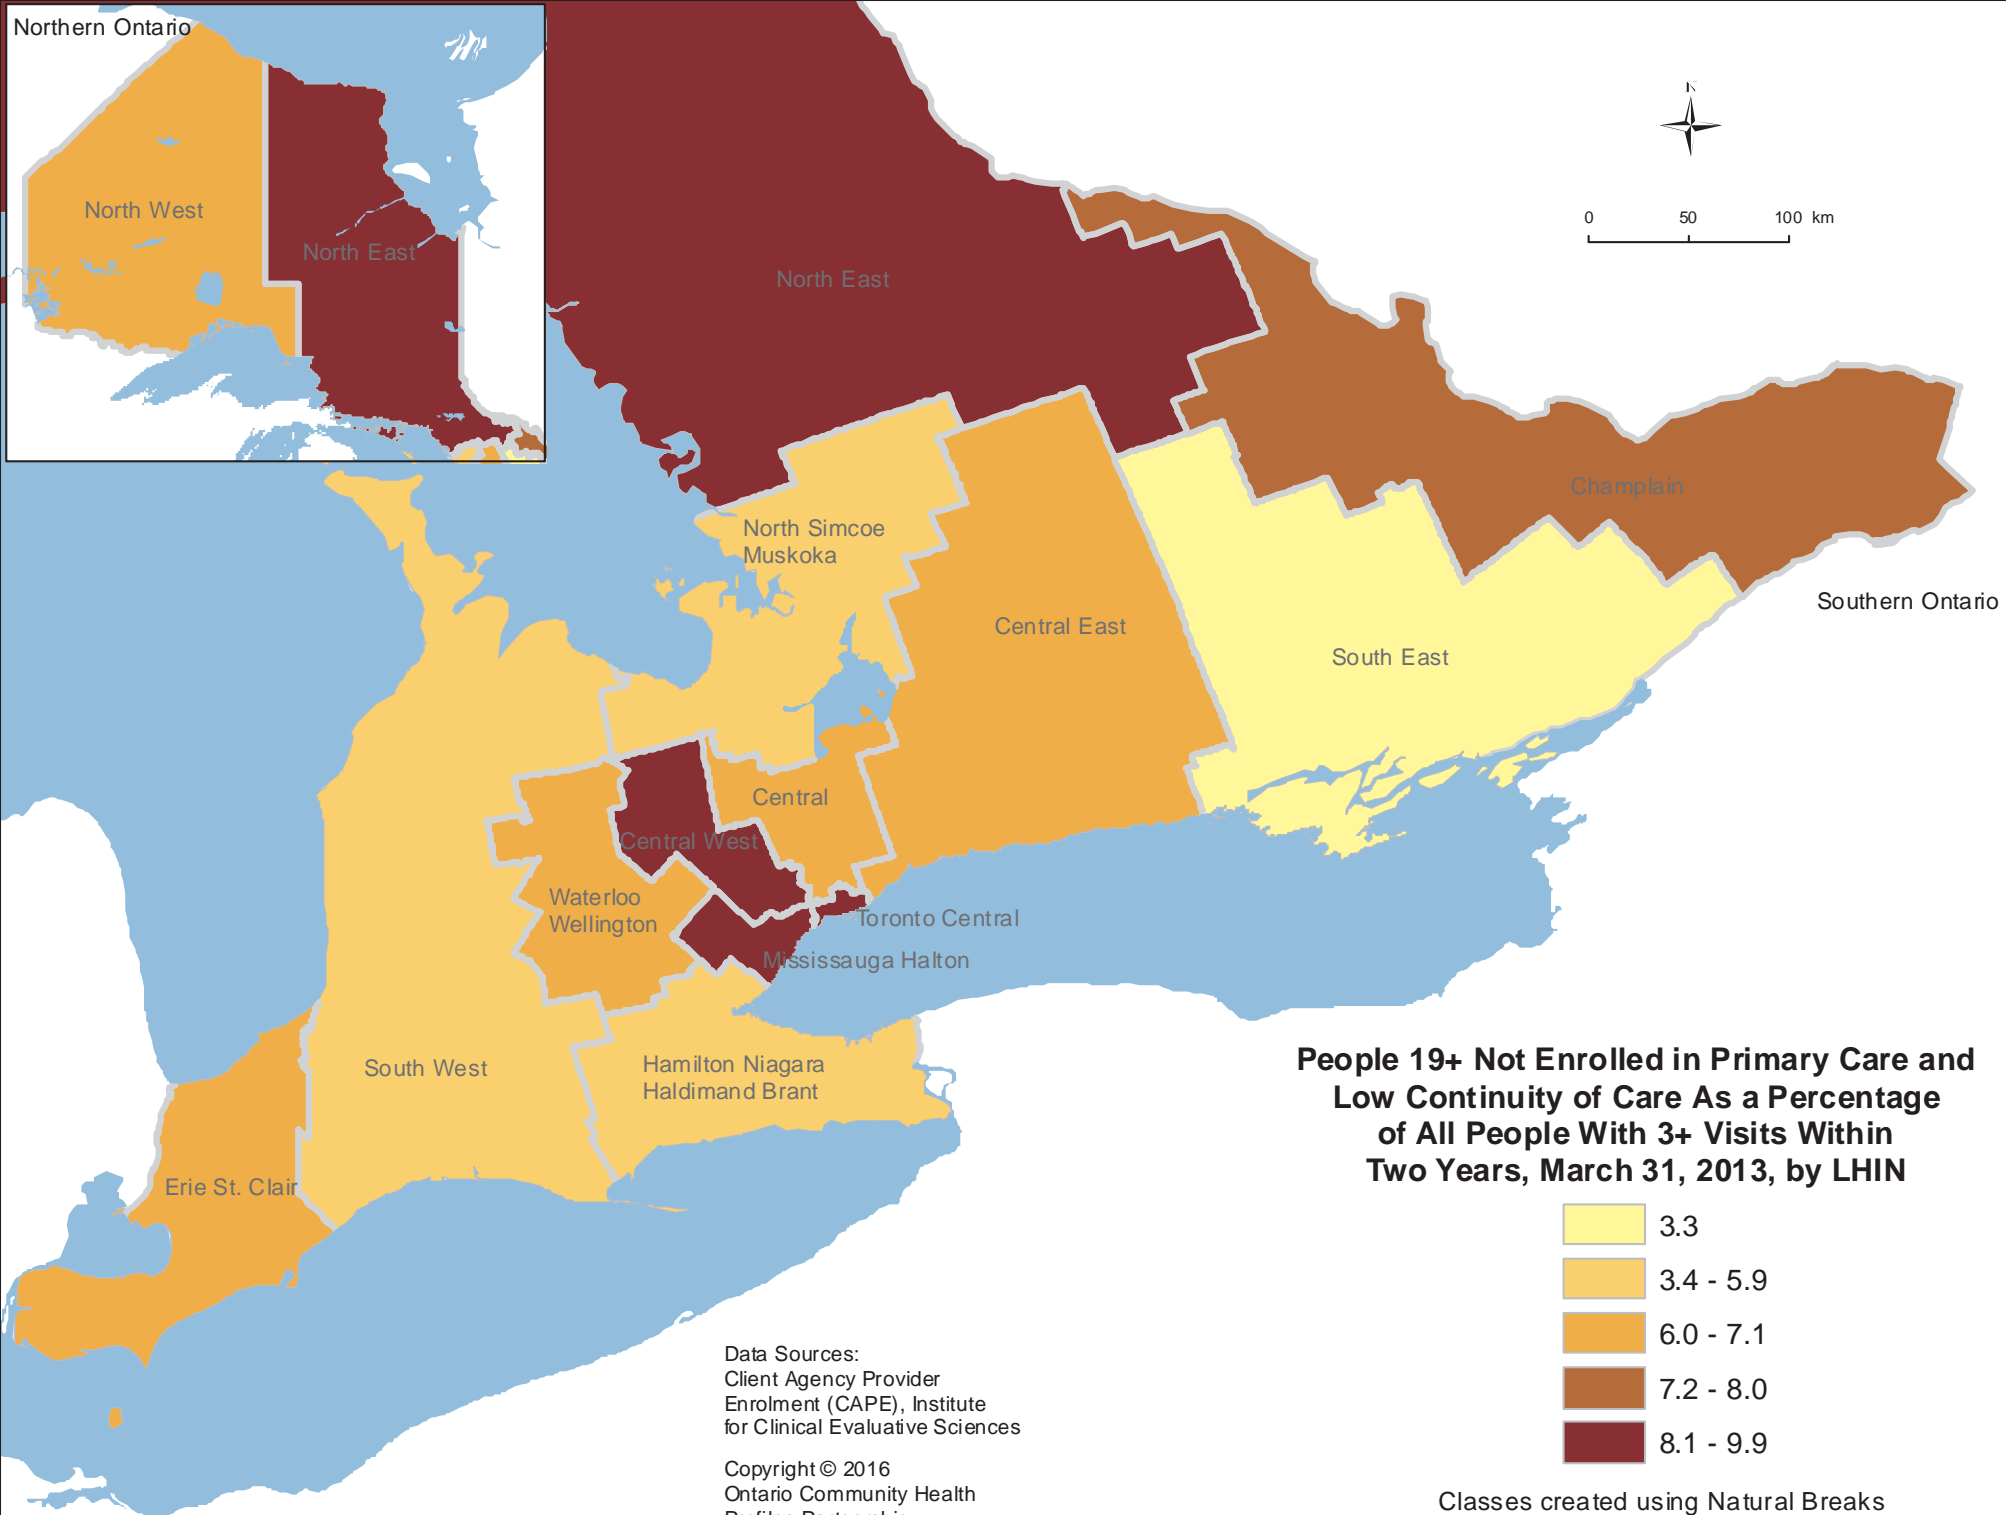 Northern Ontario
North West
North East
N
0 50 100 km
North East
Champlain
North Simcoe
Muskoka
Central East
South East
Southern Ontario
Central
Central West
Waterloo
Wellington
Toronto Central
Mississauga Halton
South West
Hamilton Niagara
Haldimand Brant
Erie St. Clair
People 19+ Not Enrolled in Primary Care and
Low Continuity of Care As a Percentage
of All People With 3+ Visits Within
Two Years, March 31, 2013, by LHIN
3.3
3.4 - 5.9
6.0 - 7.1
7.2 - 8.0
8.1 - 9.9
Classes created using Natural Breaks
Data Sources:
Client Agency Provider
Enrolment (CAPE), Institute
for Clinical Evaluative Sciences
Copyright © 2016
Ontario Community Health